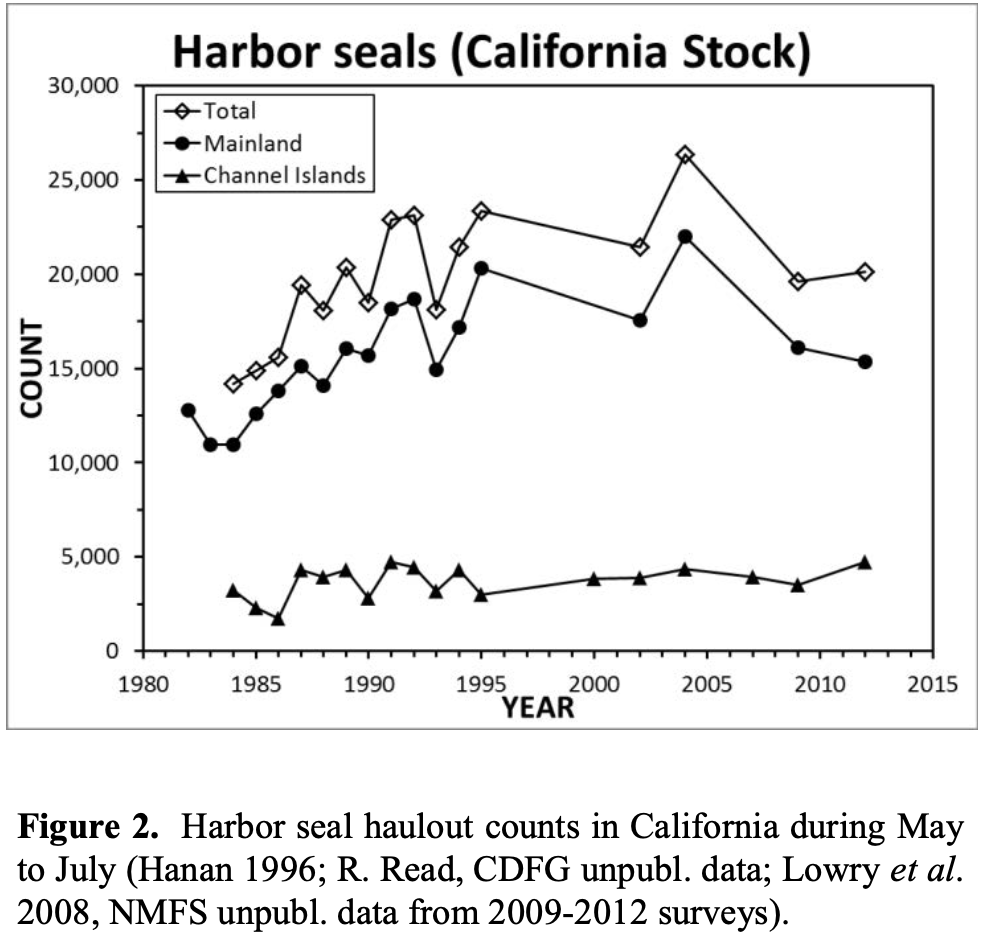 Harbor seals (California Stock)
30,000
25,000
20,000
15,000
10,000
5,000
0
COUNT
Total
Mainland
Channel Islands
1980 1985 1990 1995 2000 2005 2010 2015
YEAR
Figure 2. Harbor seal haulout counts in California during May
to July (Hanan 1996; R. Read, CDFG unpubl. data; Lowry et al.
2008, NMFS unpubl. data from 2009-2012 surveys).